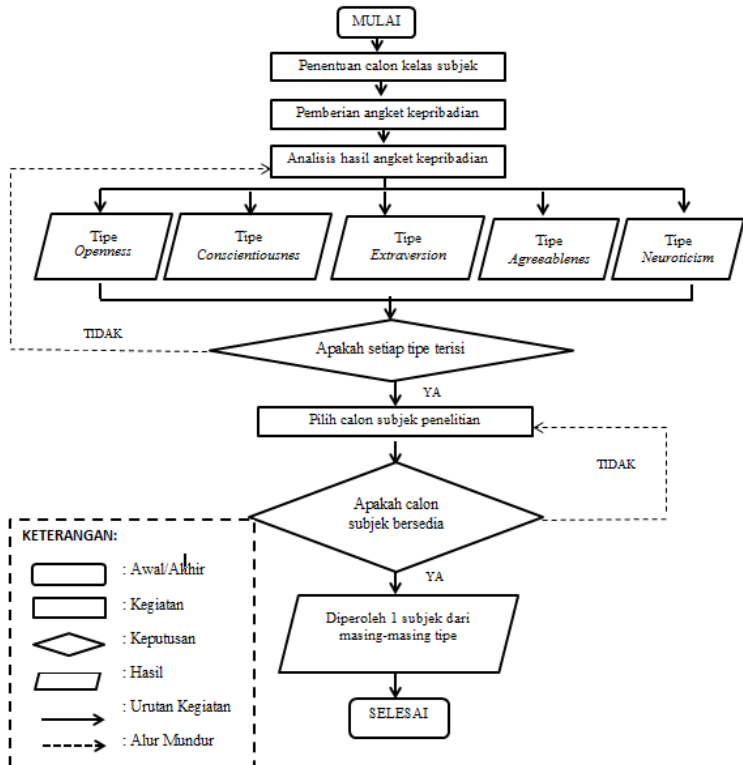 MULAI
Penentuan calon kelas subjek
Pemberian angket kepribadian
Analisis hasil angket kepribadian
Tipe
Openness
Tipe
Conscientiousnes
Tipe
Extraversion
Tipe
Agreeablenes
Tipe
Neuroticism
TIDAK
Apakah setiap tipe terisi
YA
Pilih calon subjek penelitian
TIDAK
Apakah calon
subjek bersedia
YA
Diperoleh 1 subjek dari
masing-masing tipe
SELESAI
KETERANGAN:
: Awal/Akhir
: Kegiatan
: Keputusan
: Hasil
: Urutan Kegiatan
: Alur Mundur